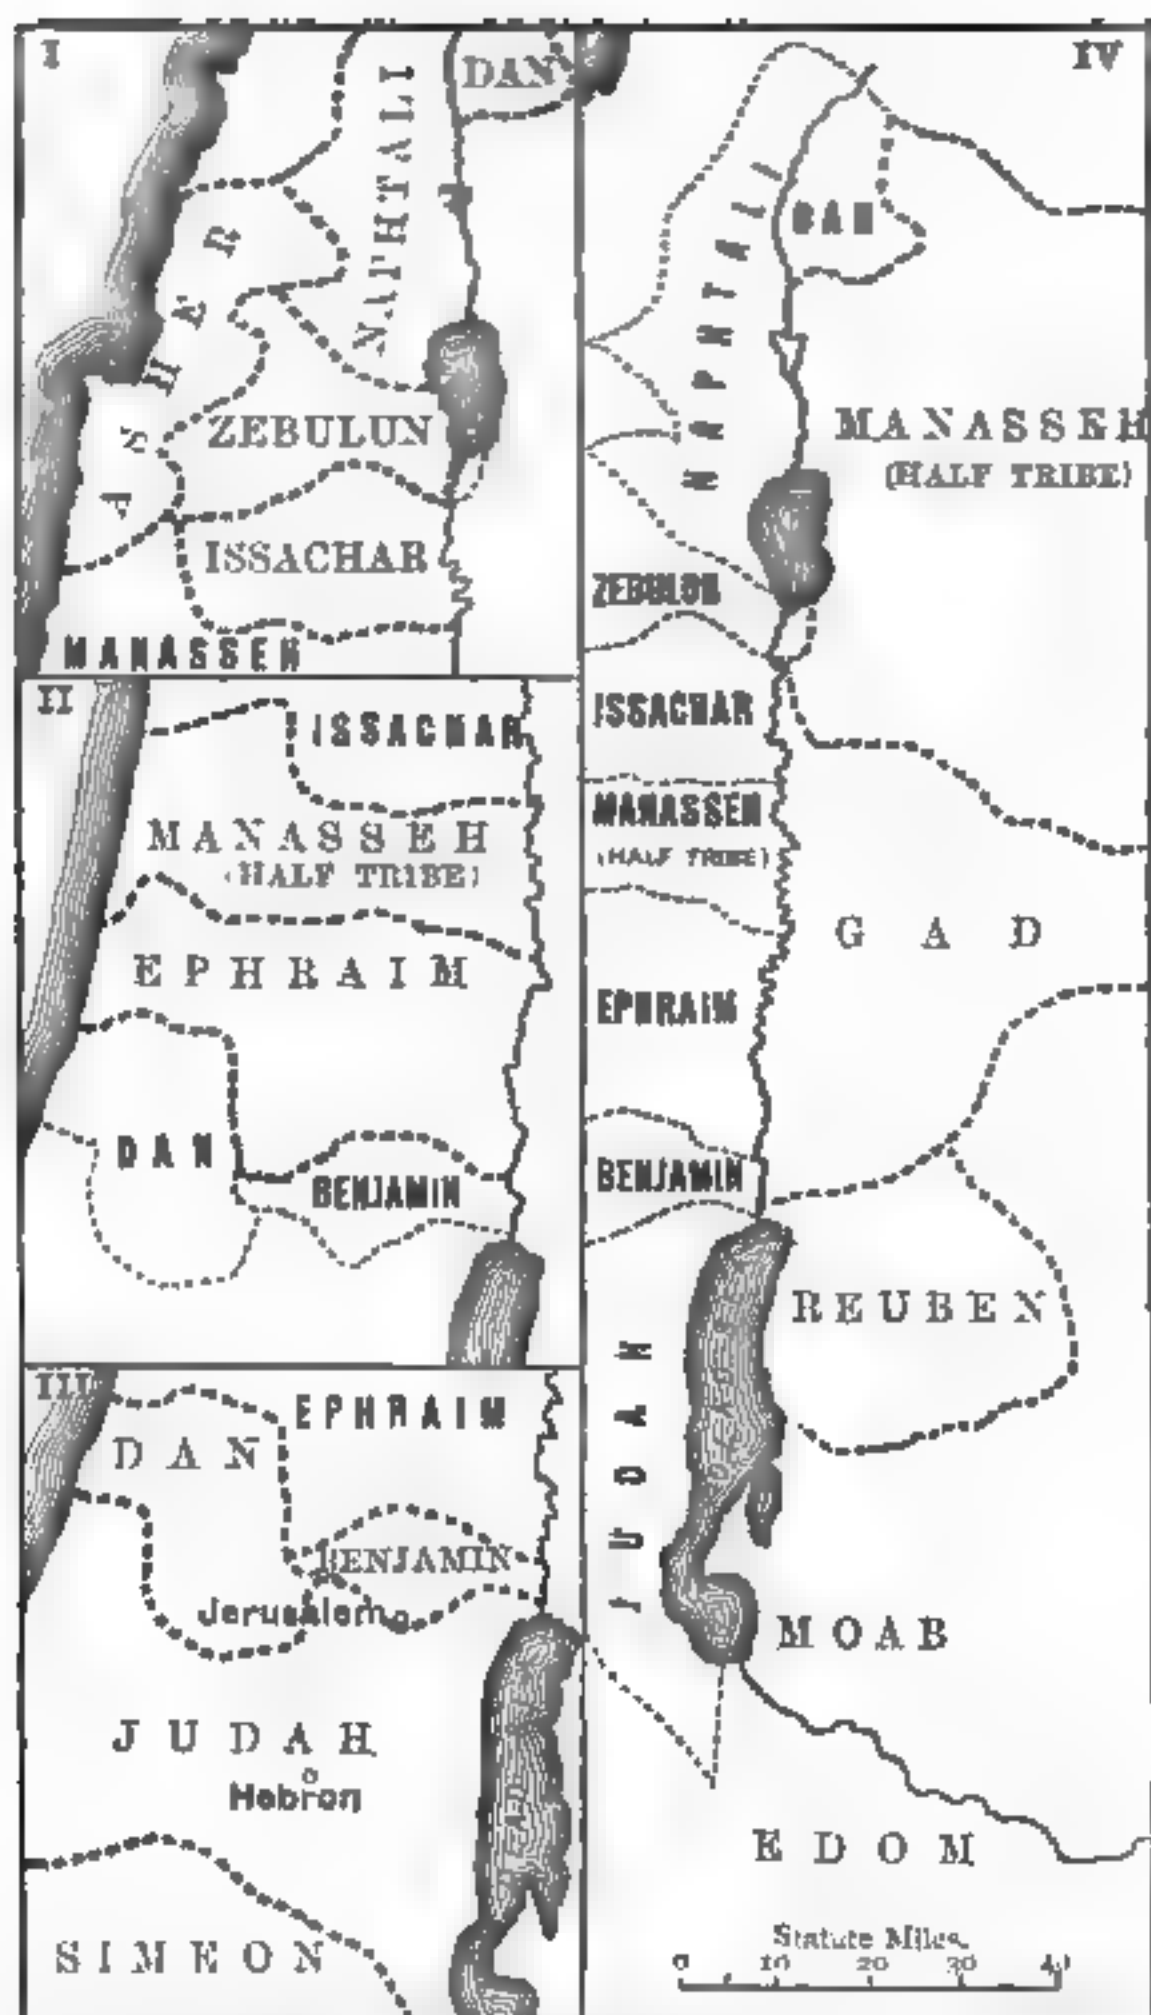 I
DAN
NAPHTALI
ASHER
ZEBULUN
ISSACHAR
MANASSEH
II
ISSACHAR
MANASSEH
(HALF TRIBE)
EPHRAIM
DAN
BENJAMIN
III
EPHRAIM
DAN
BENJAMIN
Jerusalem
JUDAH
Hebron
SIMEON
IV
NAPHTALI
DAN
MANASSEH
(HALF TRIBE)
ZEBULUN
ISSACHAR
MANASSEH
(HALF TRIBE)
GAD
EPHRAIM
BENJAMIN
REUBEN
JUDAH
MOAB
EDOM
Statute Miles.
0 10 20 30 40